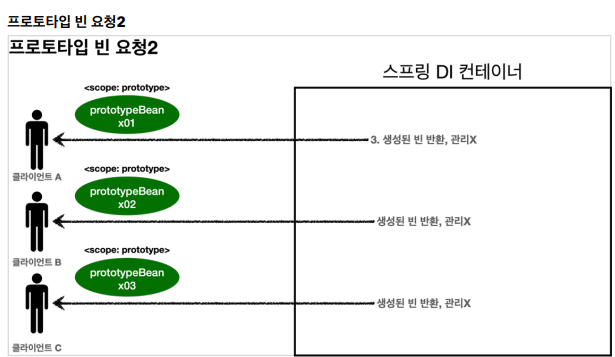 프로토타입 빈 요청2
프로토타입 빈 요청2
스프링 DI 컨테이너
<scope: prototype>
prototypeBean
x01
3. 생성된 빈 반환, 관리X
클라이언트 A
<scope: prototype>
prototypeBean
x02
생성된 빈 반환, 관리X
클라이언트 B
<scope: prototype>
prototypeBean
x03
생성된 빈 반환, 관리X
클라이언트 C